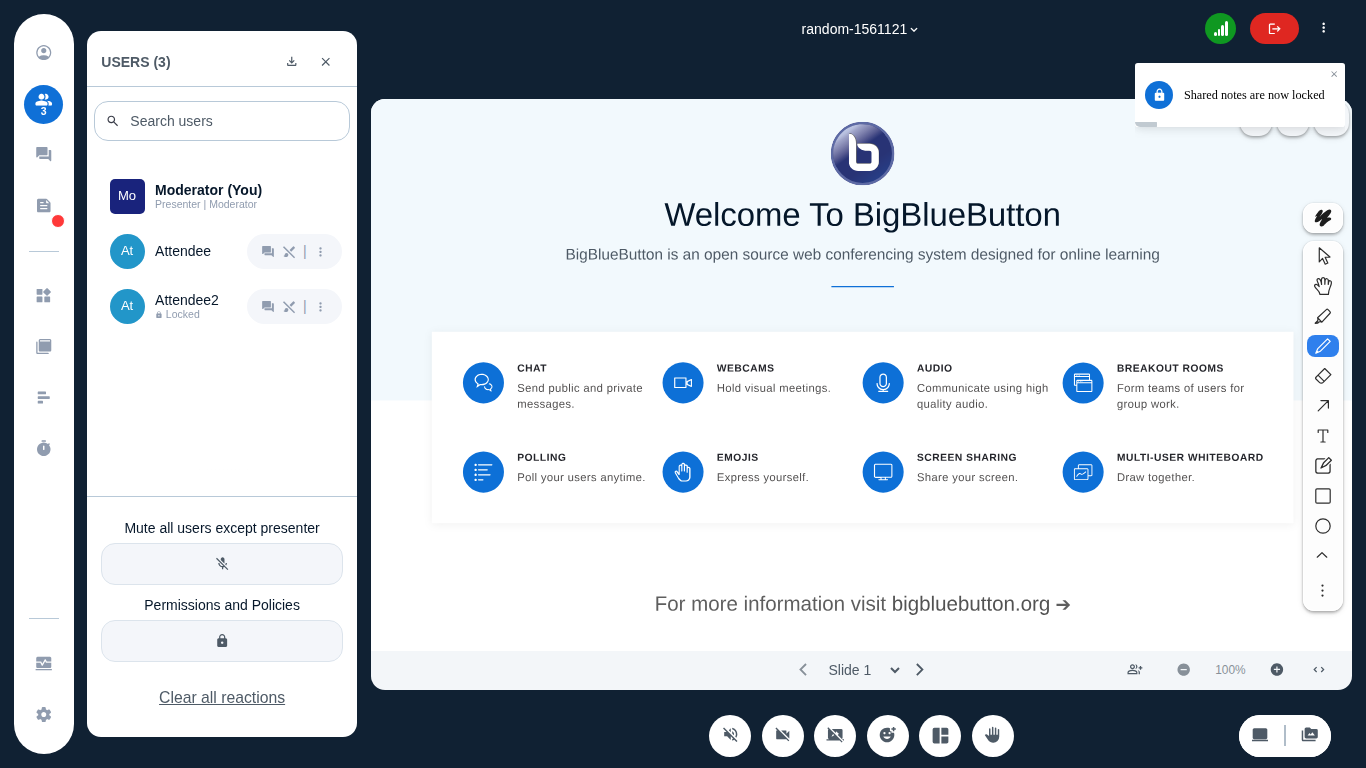 random-1561121
Shared notes are now locked
3
USERS (3)
Search users
Mo
Moderator (You)
Presenter | Moderator
At
Attendee
At
Attendee2
Locked
Mute all users except presenter
Permissions and Policies
Clear all reactions
b
Welcome To BigBlueButton
BigBlueButton is an open source web conferencing system designed for online learning
CHAT
Send public and private
messages.
WEBCAMS
Hold visual meetings.
AUDIO
Communicate using high
quality audio.
BREAKOUT ROOMS
Form teams of users for
group work.
POLLING
Poll your users anytime.
EMOJIS
Express yourself.
SCREEN SHARING
Share your screen.
MULTI-USER WHITEBOARD
Draw together.
For more information visit bigbluebutton.org ➔
Slide 1
100%